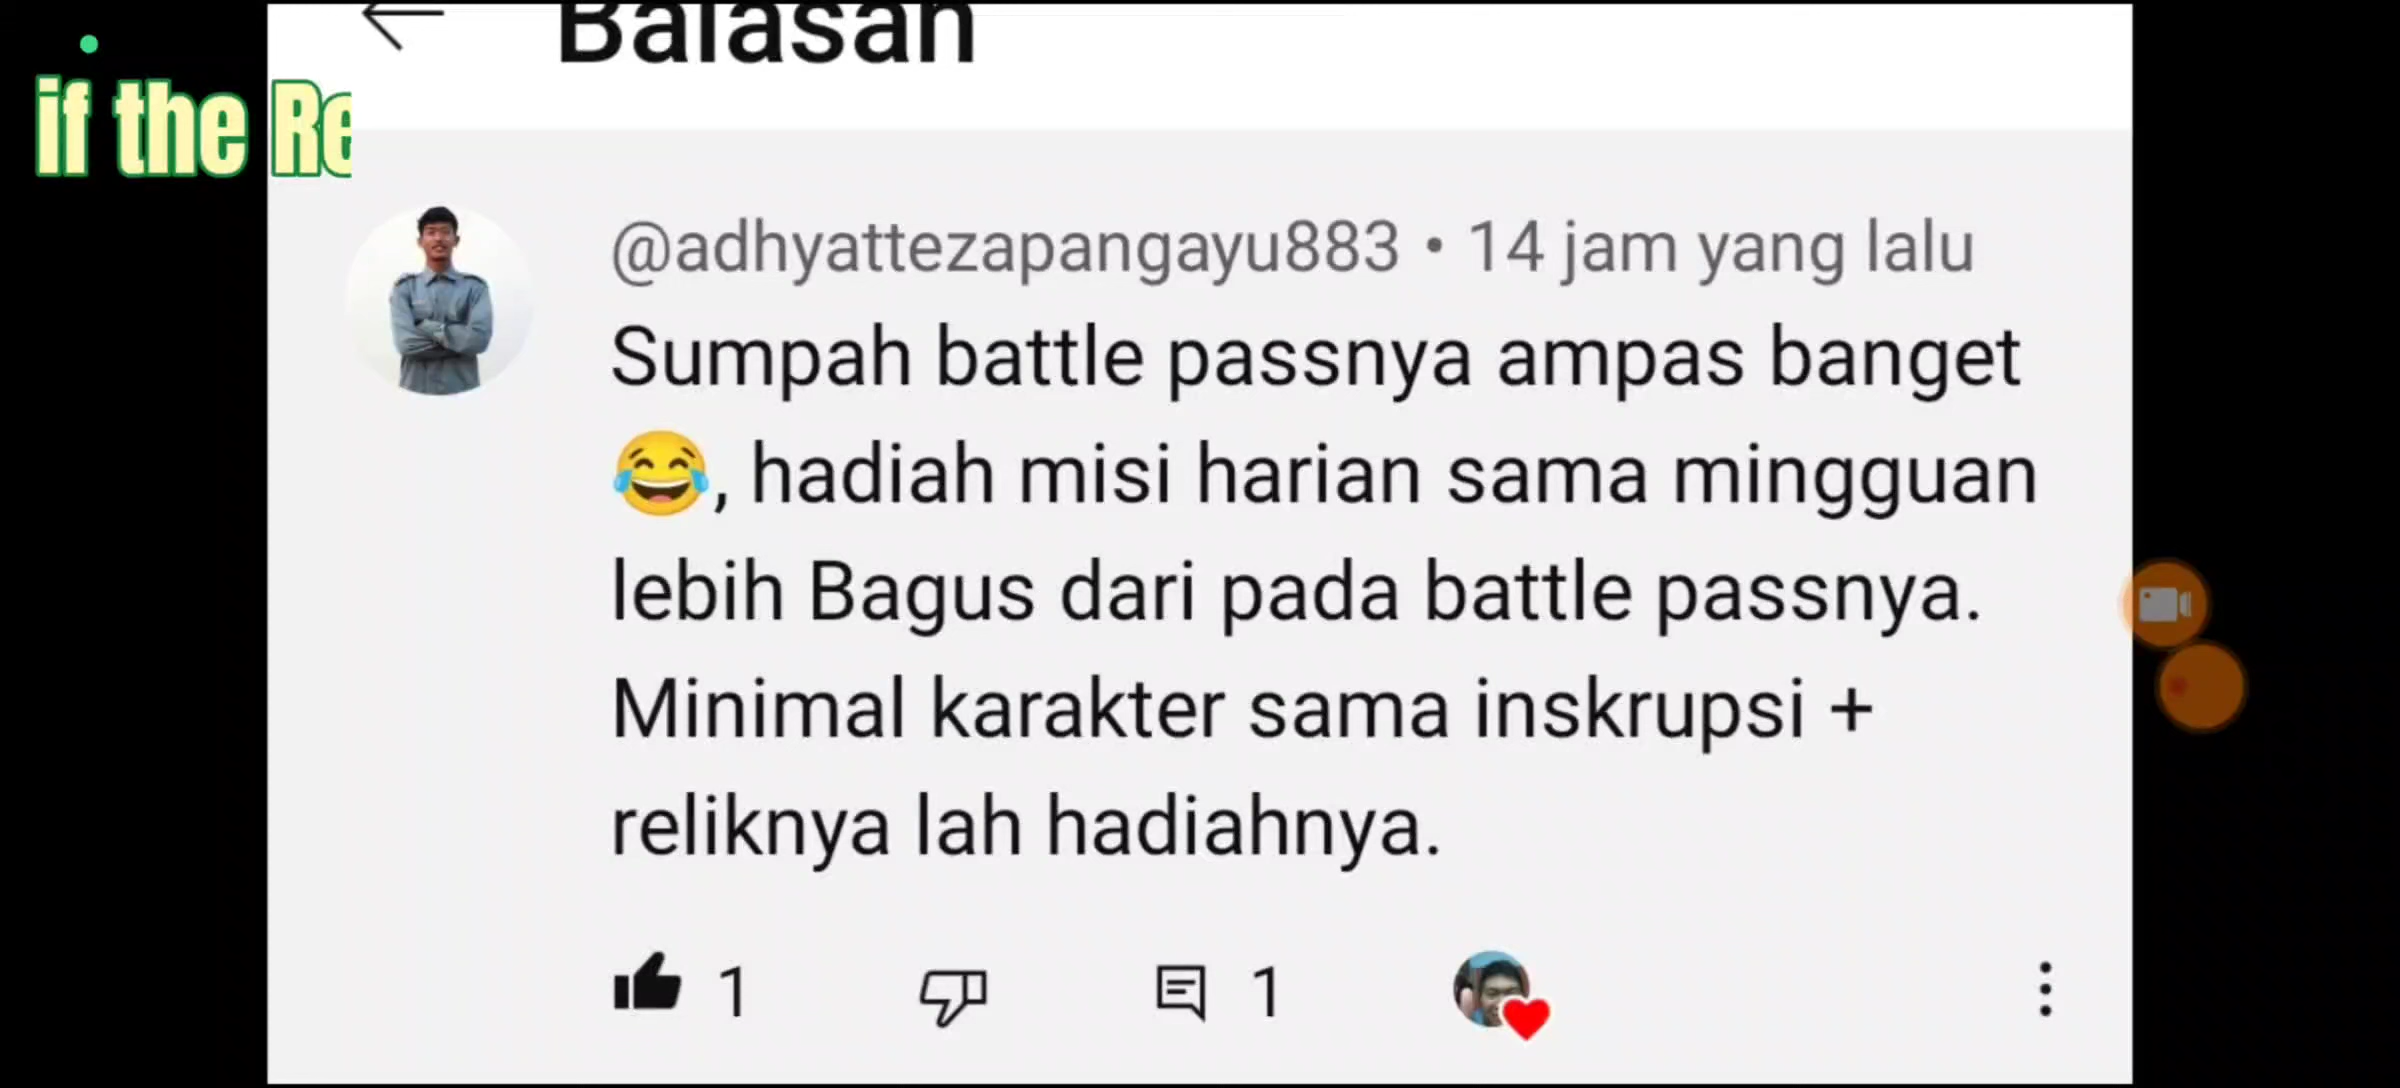 Balasan
if the Re
@adhyattezapangayu883 • 14 jam yang lalu
Sumpah battle passnya ampas banget
😂, hadiah misi harian sama mingguan
lebih Bagus dari pada battle passnya.
Minimal karakter sama inskrupsi +
reliknya lah hadiahnya.
1 1